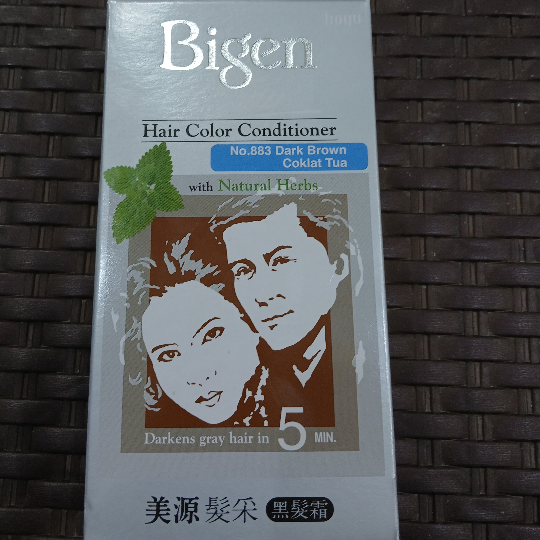 Bigen
Hair Color Conditioner
No.883 Dark Brown
Coklat Tua
with Natural Herbs
Darkens gray hair in 5 MIN.
美源 髮采 黑髮霜